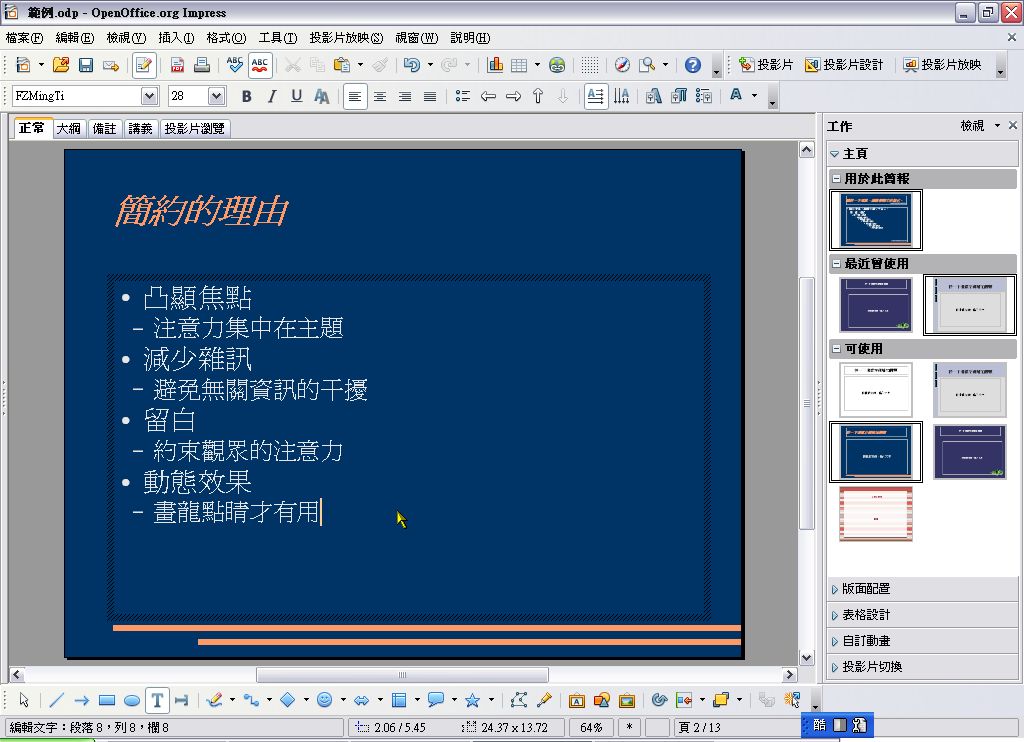 範例.odp - OpenOffice.org Impress
檔案(F) 編輯(E) 檢視(V) 插入(I) 格式(O) 工具(T) 投影片放映(S) 視窗(W) 說明(H)
投影片 投影片設計 投影片放映
FZMingTi 28
正常 大綱 備註 講義 投影片瀏覽
工作 檢視
主頁
用於此簡報
最近曾使用
可使用
簡約的理由
• 凸顯焦點
– 注意力集中在主題
• 減少雜訊
– 避免無關資訊的干擾
• 留白
– 約束觀眾的注意力
• 動態效果
– 畫龍點睛才有用
版面配置
表格設計
自訂動畫
投影片切換
編輯文字：段落 8，列 8，欄 8 2.06 / 5.45 24.37 x 13.72 64% * 頁 2 / 13
酷